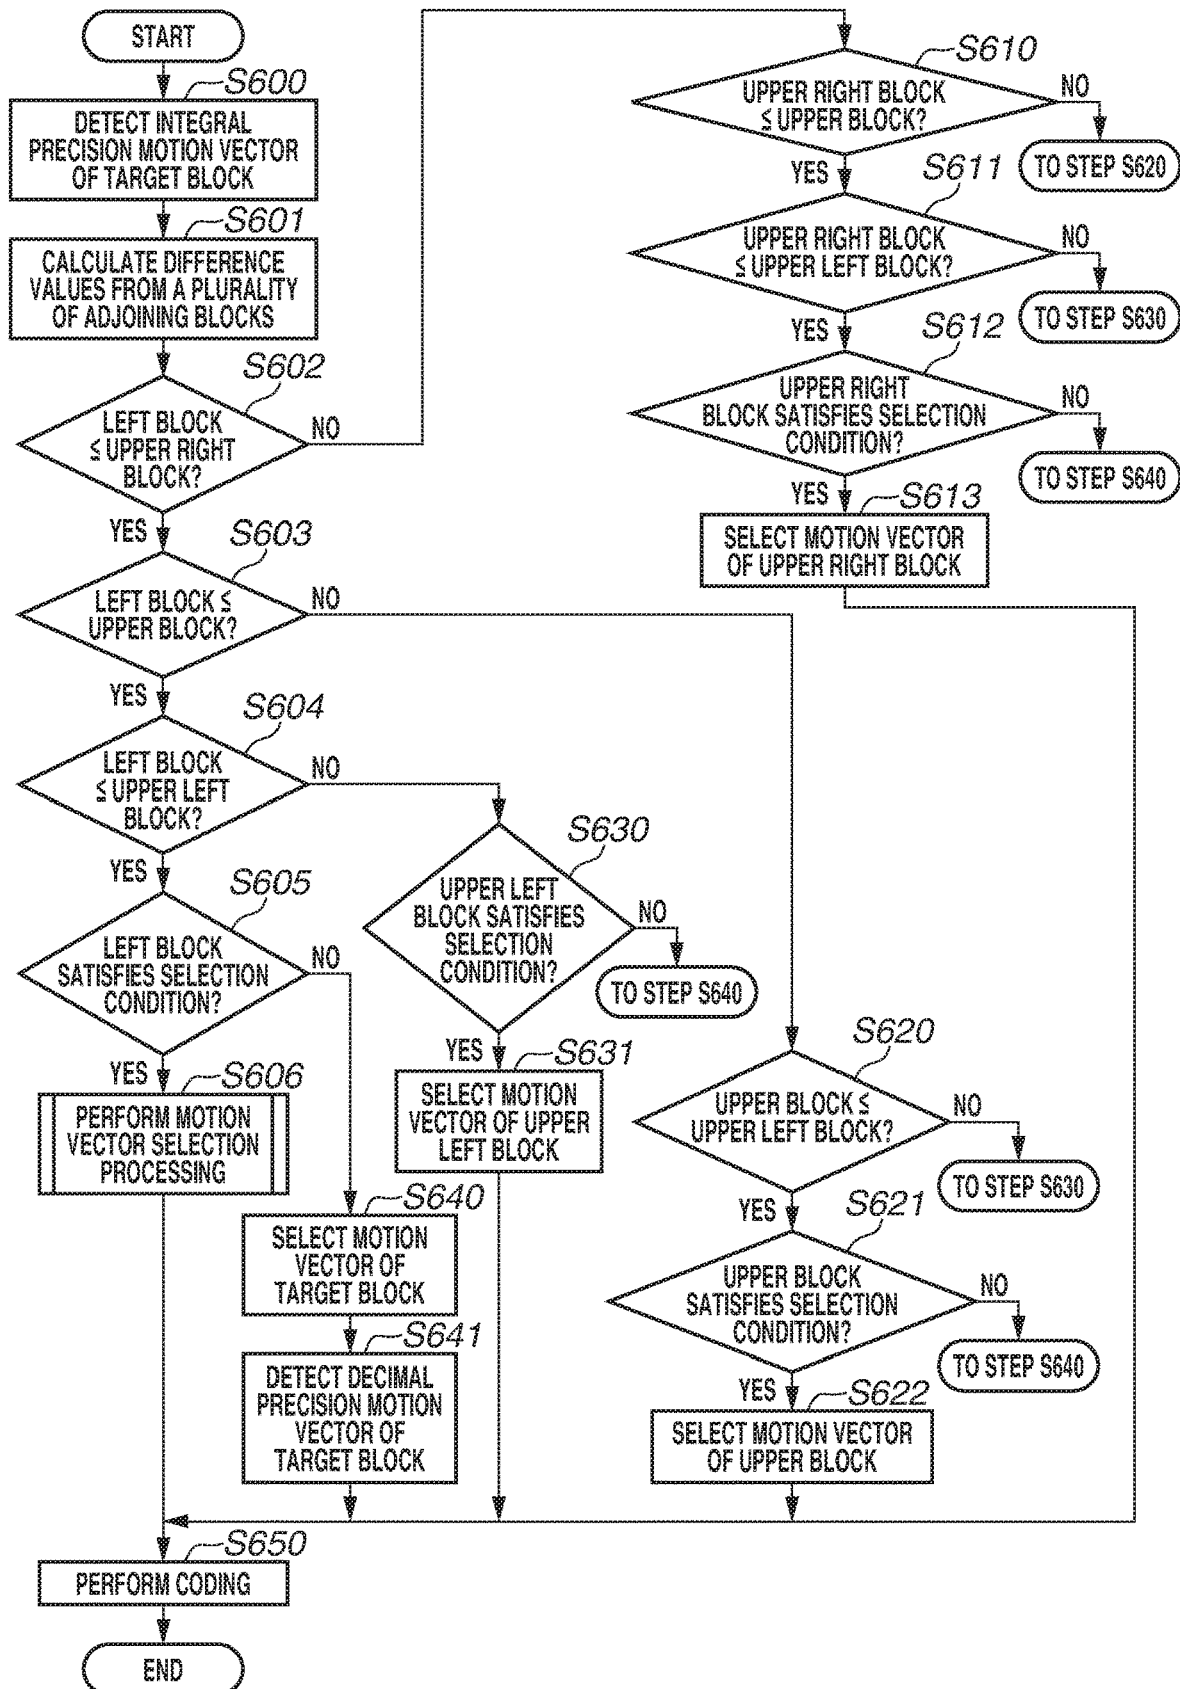 START
S600
DETECT INTEGRAL
PRECISION MOTION VECTOR
OF TARGET BLOCK
S601
CALCULATE DIFFERENCE
VALUES FROM A PLURALITY
OF ADJOINING BLOCKS
S602
LEFT BLOCK
≤ UPPER RIGHT
BLOCK?
NO
YES
S603
LEFT BLOCK ≤
UPPER BLOCK?
NO
YES
S604
LEFT BLOCK
≤ UPPER LEFT
BLOCK?
NO
YES
S605
LEFT BLOCK
SATISFIES SELECTION
CONDITION?
NO
YES
S606
PERFORM MOTION
VECTOR SELECTION
PROCESSING
S610
UPPER RIGHT BLOCK
≤ UPPER BLOCK?
NO
TO STEP S620
YES
S611
UPPER RIGHT BLOCK
≤ UPPER LEFT BLOCK?
NO
TO STEP S630
YES
S612
UPPER RIGHT
BLOCK SATISFIES SELECTION
CONDITION?
NO
TO STEP S640
YES
S613
SELECT MOTION VECTOR
OF UPPER RIGHT BLOCK
S630
UPPER LEFT
BLOCK SATISFIES
SELECTION
CONDITION?
NO
TO STEP S640
YES
S631
SELECT MOTION
VECTOR OF UPPER
LEFT BLOCK
S640
SELECT MOTION
VECTOR OF
TARGET BLOCK
S641
DETECT DECIMAL
PRECISION MOTION
VECTOR OF
TARGET BLOCK
S620
UPPER BLOCK ≤
UPPER LEFT BLOCK?
NO
TO STEP S630
YES
S621
UPPER BLOCK
SATISFIES SELECTION
CONDITION?
NO
TO STEP S640
YES
S622
SELECT MOTION VECTOR
OF UPPER BLOCK
S650
PERFORM CODING
END